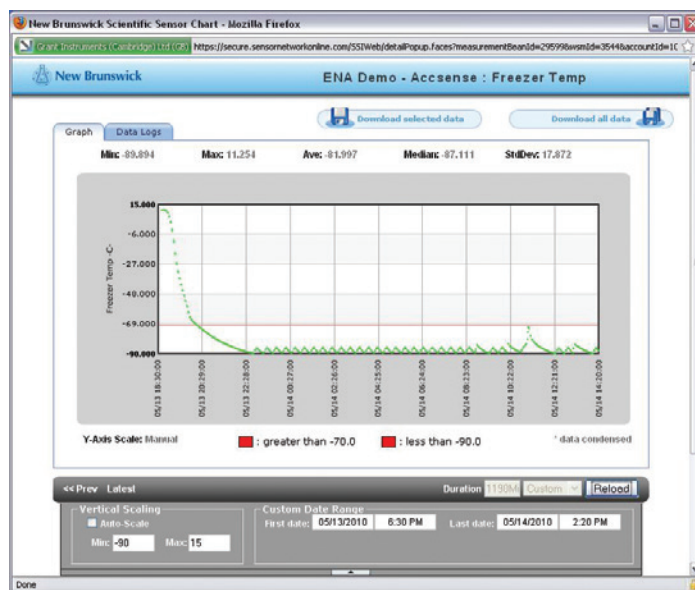 New Brunswick Scientific Sensor Chart - Mozilla Firefox
Grant Instruments (Cambridge) Ltd (GB) https://secure.sensornetworkonline.com/SSIWeb/detailPopup.faces?measurementBeanId=29599&wsmId=3544&accountId=1C
New Brunswick ENA Demo - Accsense : Freezer Temp
Download selected data Download all data
Graph Data Logs
Min: -89.894 Max: 11.254 Ave: -81.997 Median: -87.111 StdDev: 17.872
15.000
-6.000
-27.000
-48.000
-69.000
-90.000
Freezer Temp -C-
05/13 18:30:00
05/13 20:29:00
05/13 22:28:00
05/14 00:27:00
05/14 02:26:00
05/14 04:25:00
05/14 06:24:00
05/14 08:23:00
05/14 10:22:00
05/14 12:21:00
05/14 14:20:00
Y-Axis Scale: Manual : greater than -70.0 : less than -90.0 * data condensed
<< Prev Latest Duration 1190Mi Custom Reload
Vertical Scaling Custom Date Range
Auto-Scale First date: 05/13/2010 6:30 PM Last date: 05/14/2010 2:20 PM
Min: -90 Max: 15
Done